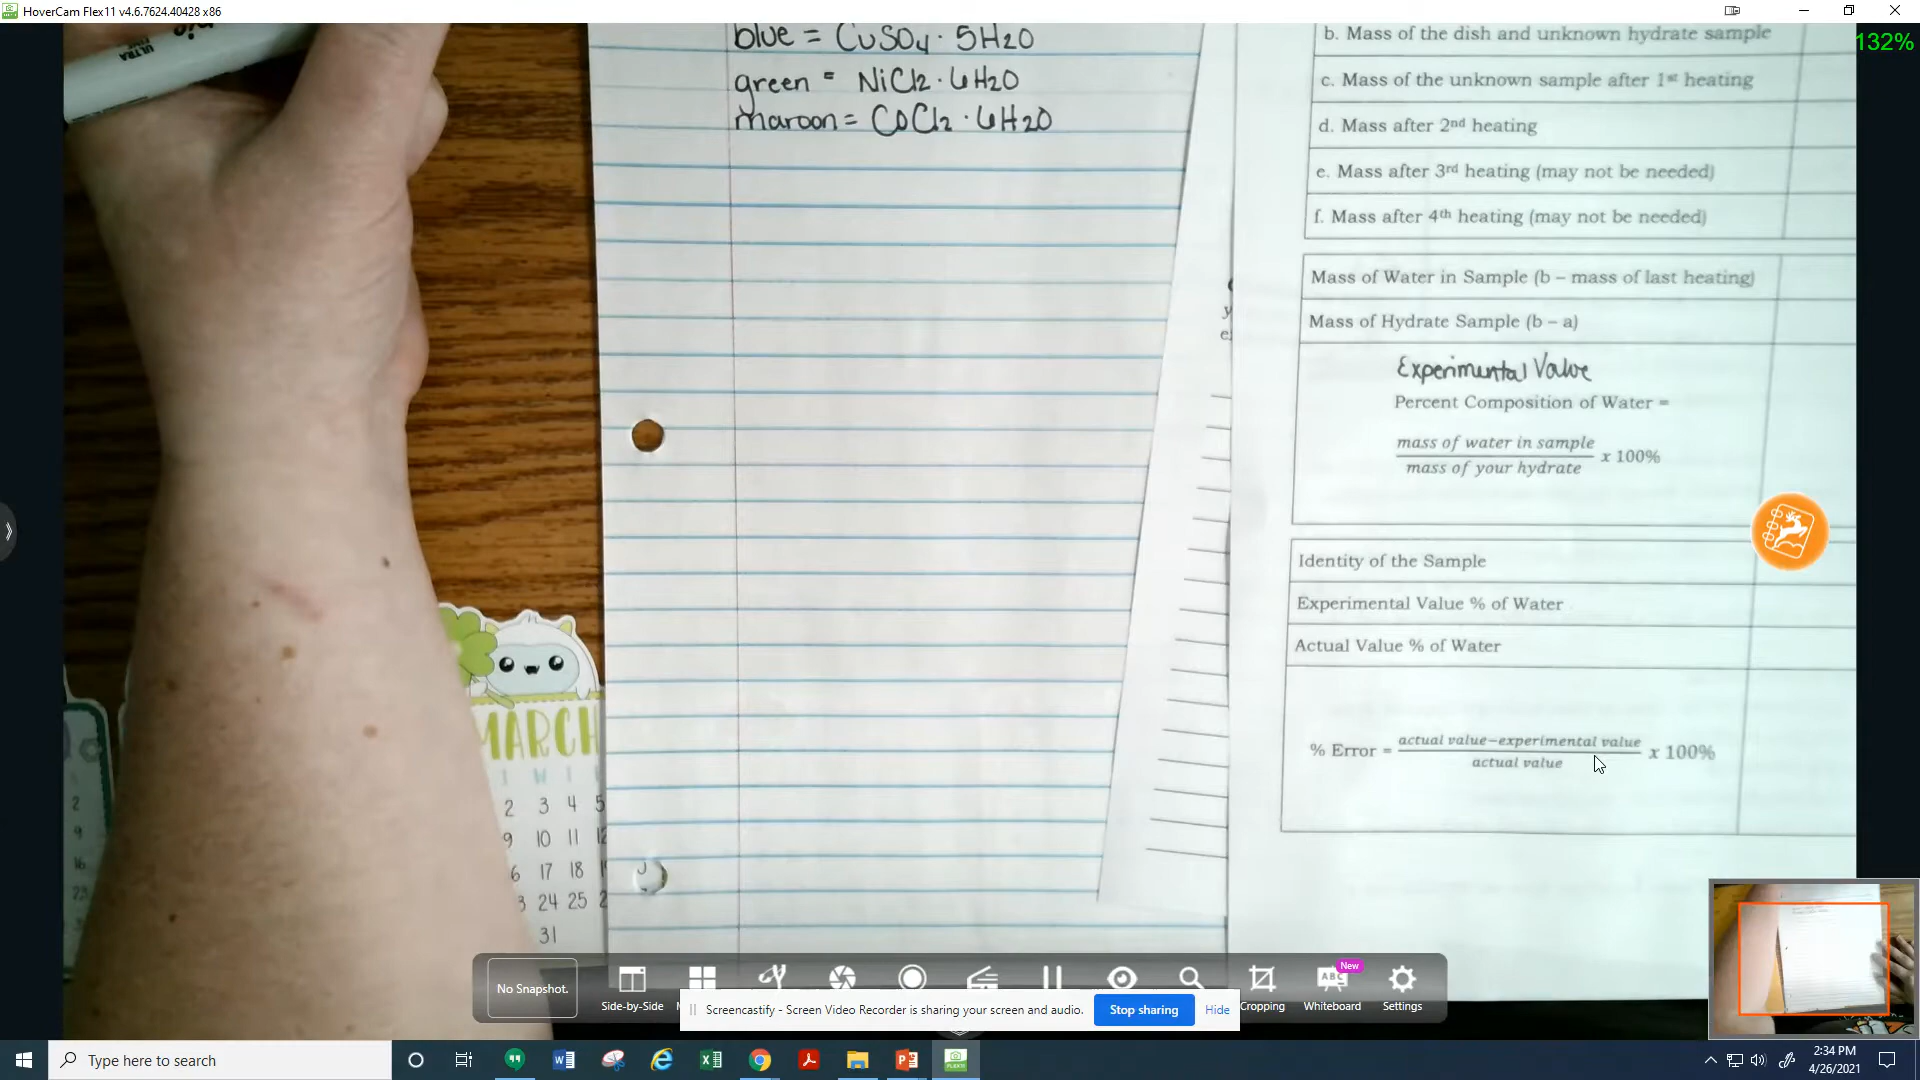 HoverCam Flex11 v4.6.7624.40428 x86
132%
ULTRA
FINE
blue = CuSO4 · 5H2O
green = NiCl2 · 6H2O
maroon = CoCl2 · 6H2O
b. Mass of the dish and unknown hydrate sample
c. Mass of the unknown sample after 1st heating
d. Mass after 2nd heating
e. Mass after 3rd heating (may not be needed)
f. Mass after 4th heating (may not be needed)
Mass of Water in Sample (b – mass of last heating)
Mass of Hydrate Sample (b – a)
Experimental Value
Percent Composition of Water =
mass of water in sample
mass of your hydrate
x 100%
Identity of the Sample
Experimental Value % of Water
Actual Value % of Water
% Error = actual value–experimental value x 100%
actual value
MARCH
2 3 4 5
9 10 11
17 18
24 25
31
2
9
16
23
No Snapshot.
Side-by-Side
Cropping
New
ABC
Whiteboard
Settings
Screencastify - Screen Video Recorder is sharing your screen and audio.
Stop sharing
Hide
Type here to search
2:34 PM
4/26/2021